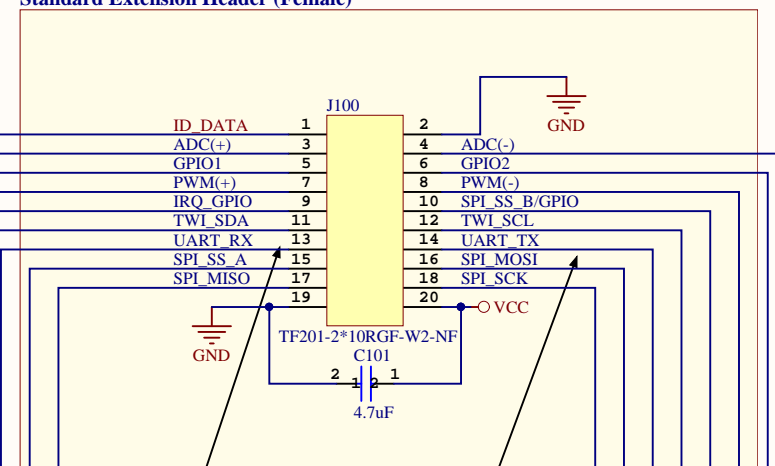 Standard Extension Header (Female)
J100
GND
ID_DATA 1 2
ADC(+) 3 4 ADC(-)
GPIO1 5 6 GPIO2
PWM(+) 7 8 PWM(-)
IRQ_GPIO 9 10 SPI_SS_B/GPIO
TWI_SDA 11 12 TWI_SCL
UART_RX 13 14 UART_TX
SPI_SS_A 15 16 SPI_MOSI
SPI_MISO 17 18 SPI_SCK
19 20 VCC
TF201-2*10RGF-W2-NF
GND C101
2 1 2 1
4.7uF